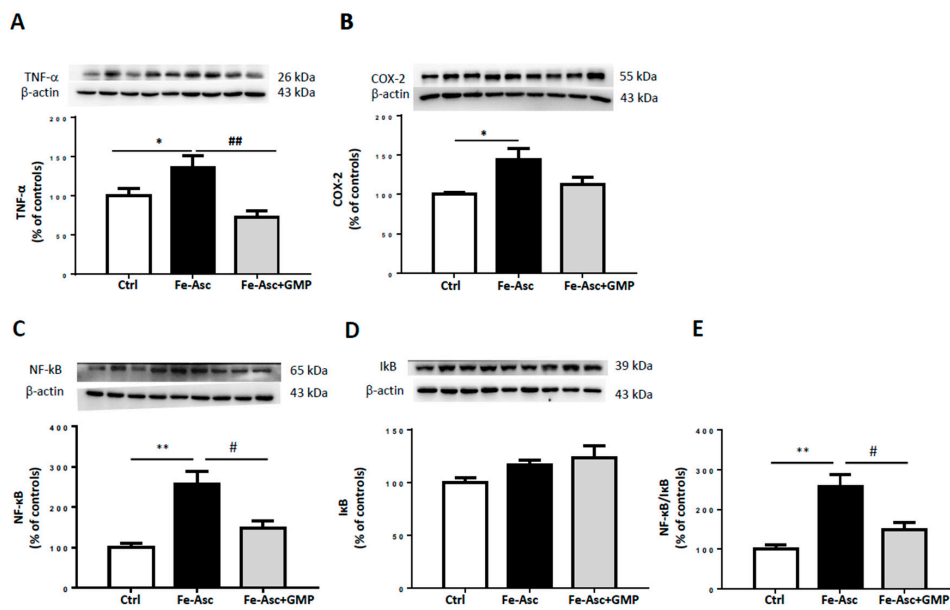 A
TNF-α 26 kDa
β-actin 43 kDa
200
150
100
50
0
TNF-α
(% of controls)
* ##
Ctrl Fe-Asc Fe-Asc+GMP
B
COX-2 55 kDa
β-actin 43 kDa
200
150
100
50
0
COX-2
(% of controls)
*
Ctrl Fe-Asc Fe-Asc+GMP
C
NF-kB 65 kDa
β-actin 43 kDa
400
300
200
100
0
NF-κB
(% of controls)
** #
Ctrl Fe-Asc Fe-Asc+GMP
D
IkB 39 kDa
β-actin 43 kDa
150
100
50
0
IκB
(% of controls)
Ctrl Fe-Asc Fe-Asc+GMP
E
400
300
200
100
0
NF-κB/IκB
(% of controls)
** #
Ctrl Fe-Asc Fe-Asc+GMP